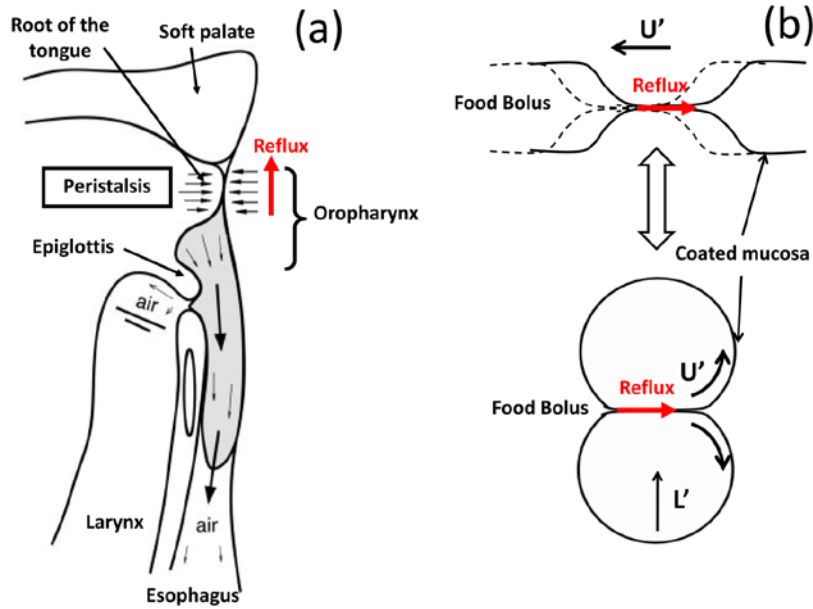 (a)
Root of the
tongue
Soft palate
Reflux
Peristalsis
Oropharynx
Epiglottis
air
Larynx
air
Esophagus
(b)
U'
Reflux
Food Bolus
Coated mucosa
U'
Reflux
Food Bolus
L'